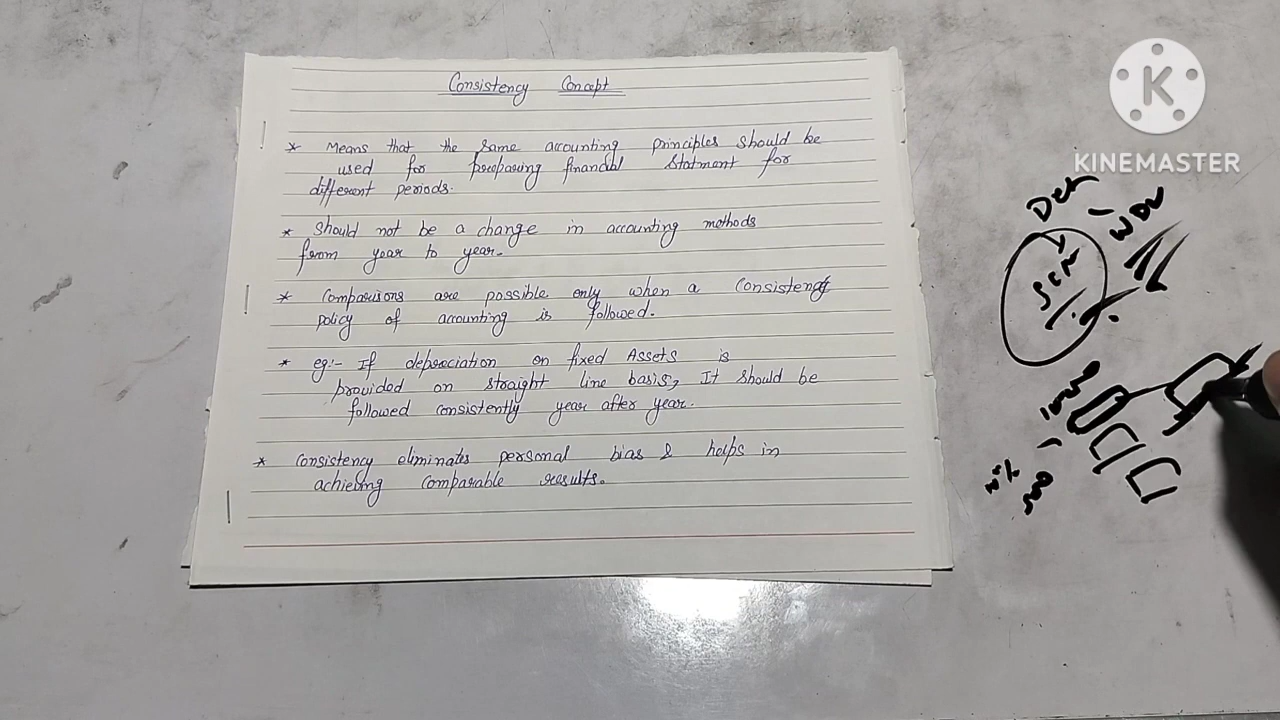 Consistency Concept
* Means that the same accounting principles should be
used for preparing financial statment for
different periods.
* Should not be a change in accounting methods
from year to year.
* Comparisions are possible only when a consistency
policy of accounting is followed.
* eg:- If depreciation on fixed Assets is
provided on straight line basis, It should be
followed consistently year after year.
* Consistency eliminates personal bias & helps in
achieving comparable results.
K
KINEMASTER
WDV
10%